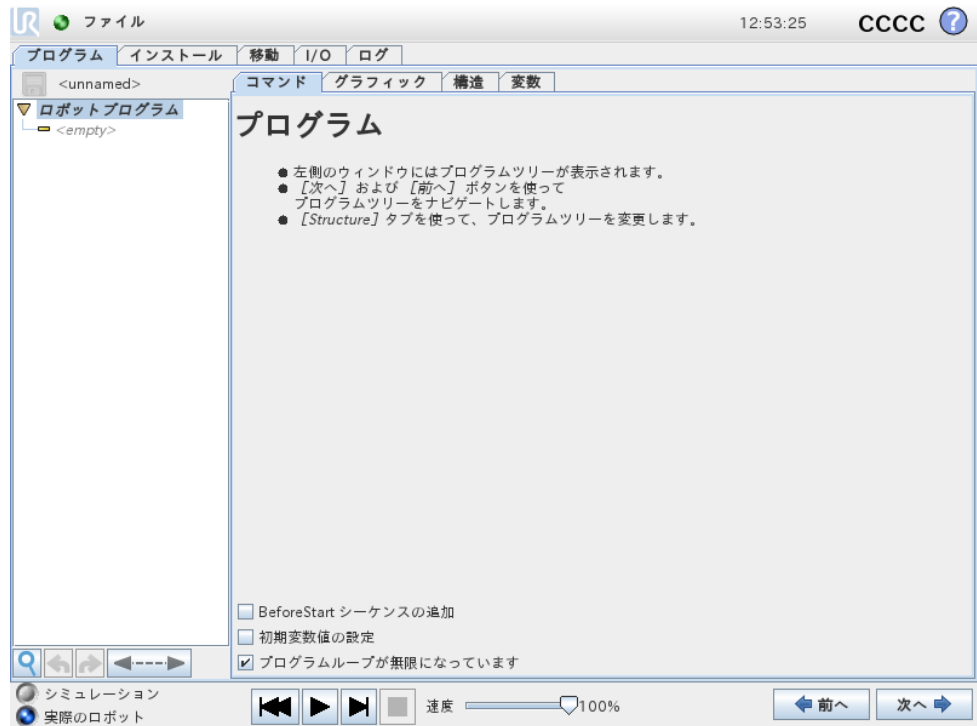 UR ファイル 12:53:25 CCCC ?
プログラム インストール 移動 I/O ログ
<unnamed>
コマンド グラフィック 構造 変数
ロボットプログラム
<empty>
プログラム
● 左側のウィンドウにはプログラムツリーが表示されます。
● [次へ] および [前へ] ボタンを使って
プログラムツリーをナビゲートします。
● [Structure] タブを使って、プログラムツリーを変更します。
BeforeStart シーケンスの追加
初期変数値の設定
プログラムループが無限になっています
シミュレーション
実際のロボット
速度 100%
前へ 次へ